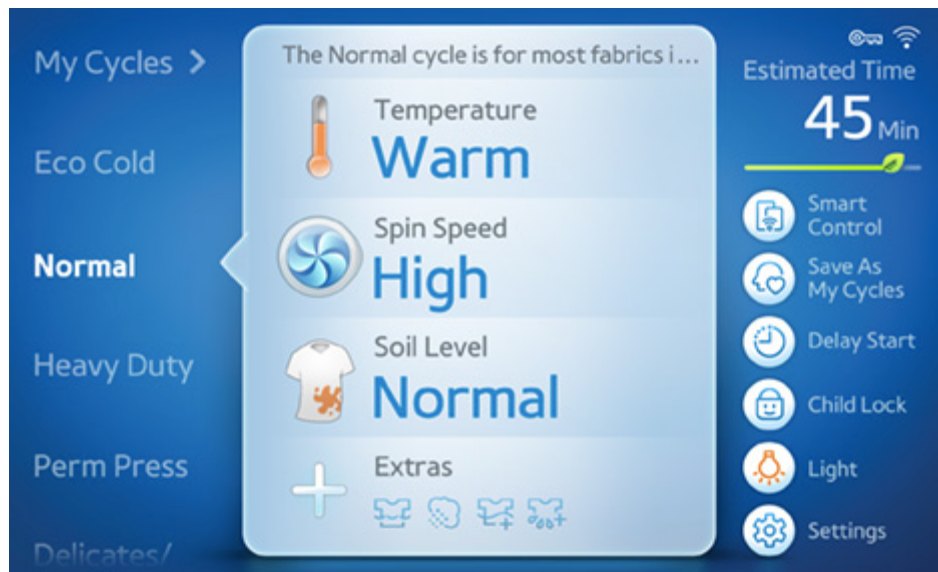 My Cycles >
Eco Cold
Normal
Heavy Duty
Perm Press
Delicates/
The Normal cycle is for most fabrics i...
Temperature
Warm
Spin Speed
High
Soil Level
Normal
Extras
Estimated Time
45 Min
Smart
Control
Save As
My Cycles
Delay Start
Child Lock
Light
Settings